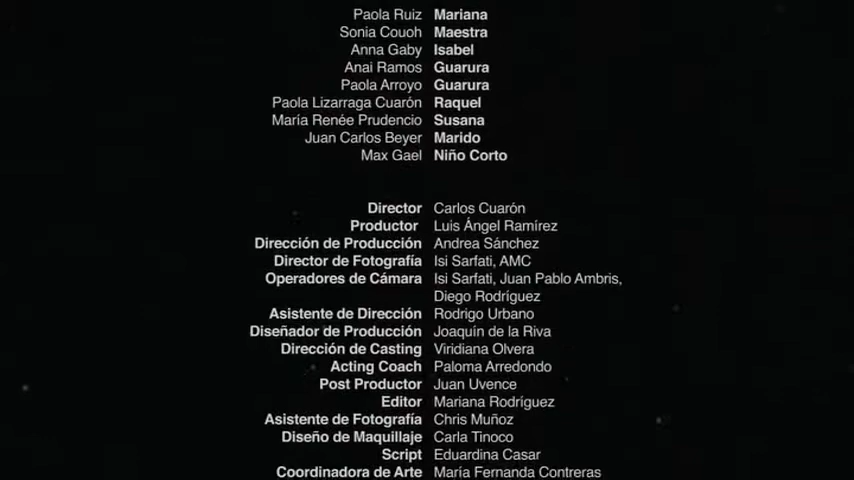 Paola Ruiz Mariana
Sonia Couoh Maestra
Anna Gaby Isabel
Anai Ramos Guarura
Paola Arroyo Guarura
Paola Lizarraga Cuarón Raquel
María Renée Prudencio Susana
Juan Carlos Beyer Marido
Max Gael Niño Corto
Director Carlos Cuarón
Productor Luis Ángel Ramírez
Dirección de Producción Andrea Sánchez
Director de Fotografía Isi Sarfati, AMC
Operadores de Cámara Isi Sarfati, Juan Pablo Ambris,
Diego Rodríguez
Asistente de Dirección Rodrigo Urbano
Diseñador de Producción Joaquín de la Riva
Dirección de Casting Viridiana Olvera
Acting Coach Paloma Arredondo
Post Productor Juan Uvence
Editor Mariana Rodríguez
Asistente de Fotografía Chris Muñoz
Diseño de Maquillaje Carla Tinoco
Script Eduardina Casar
Coordinadora de Arte María Fernanda Contreras